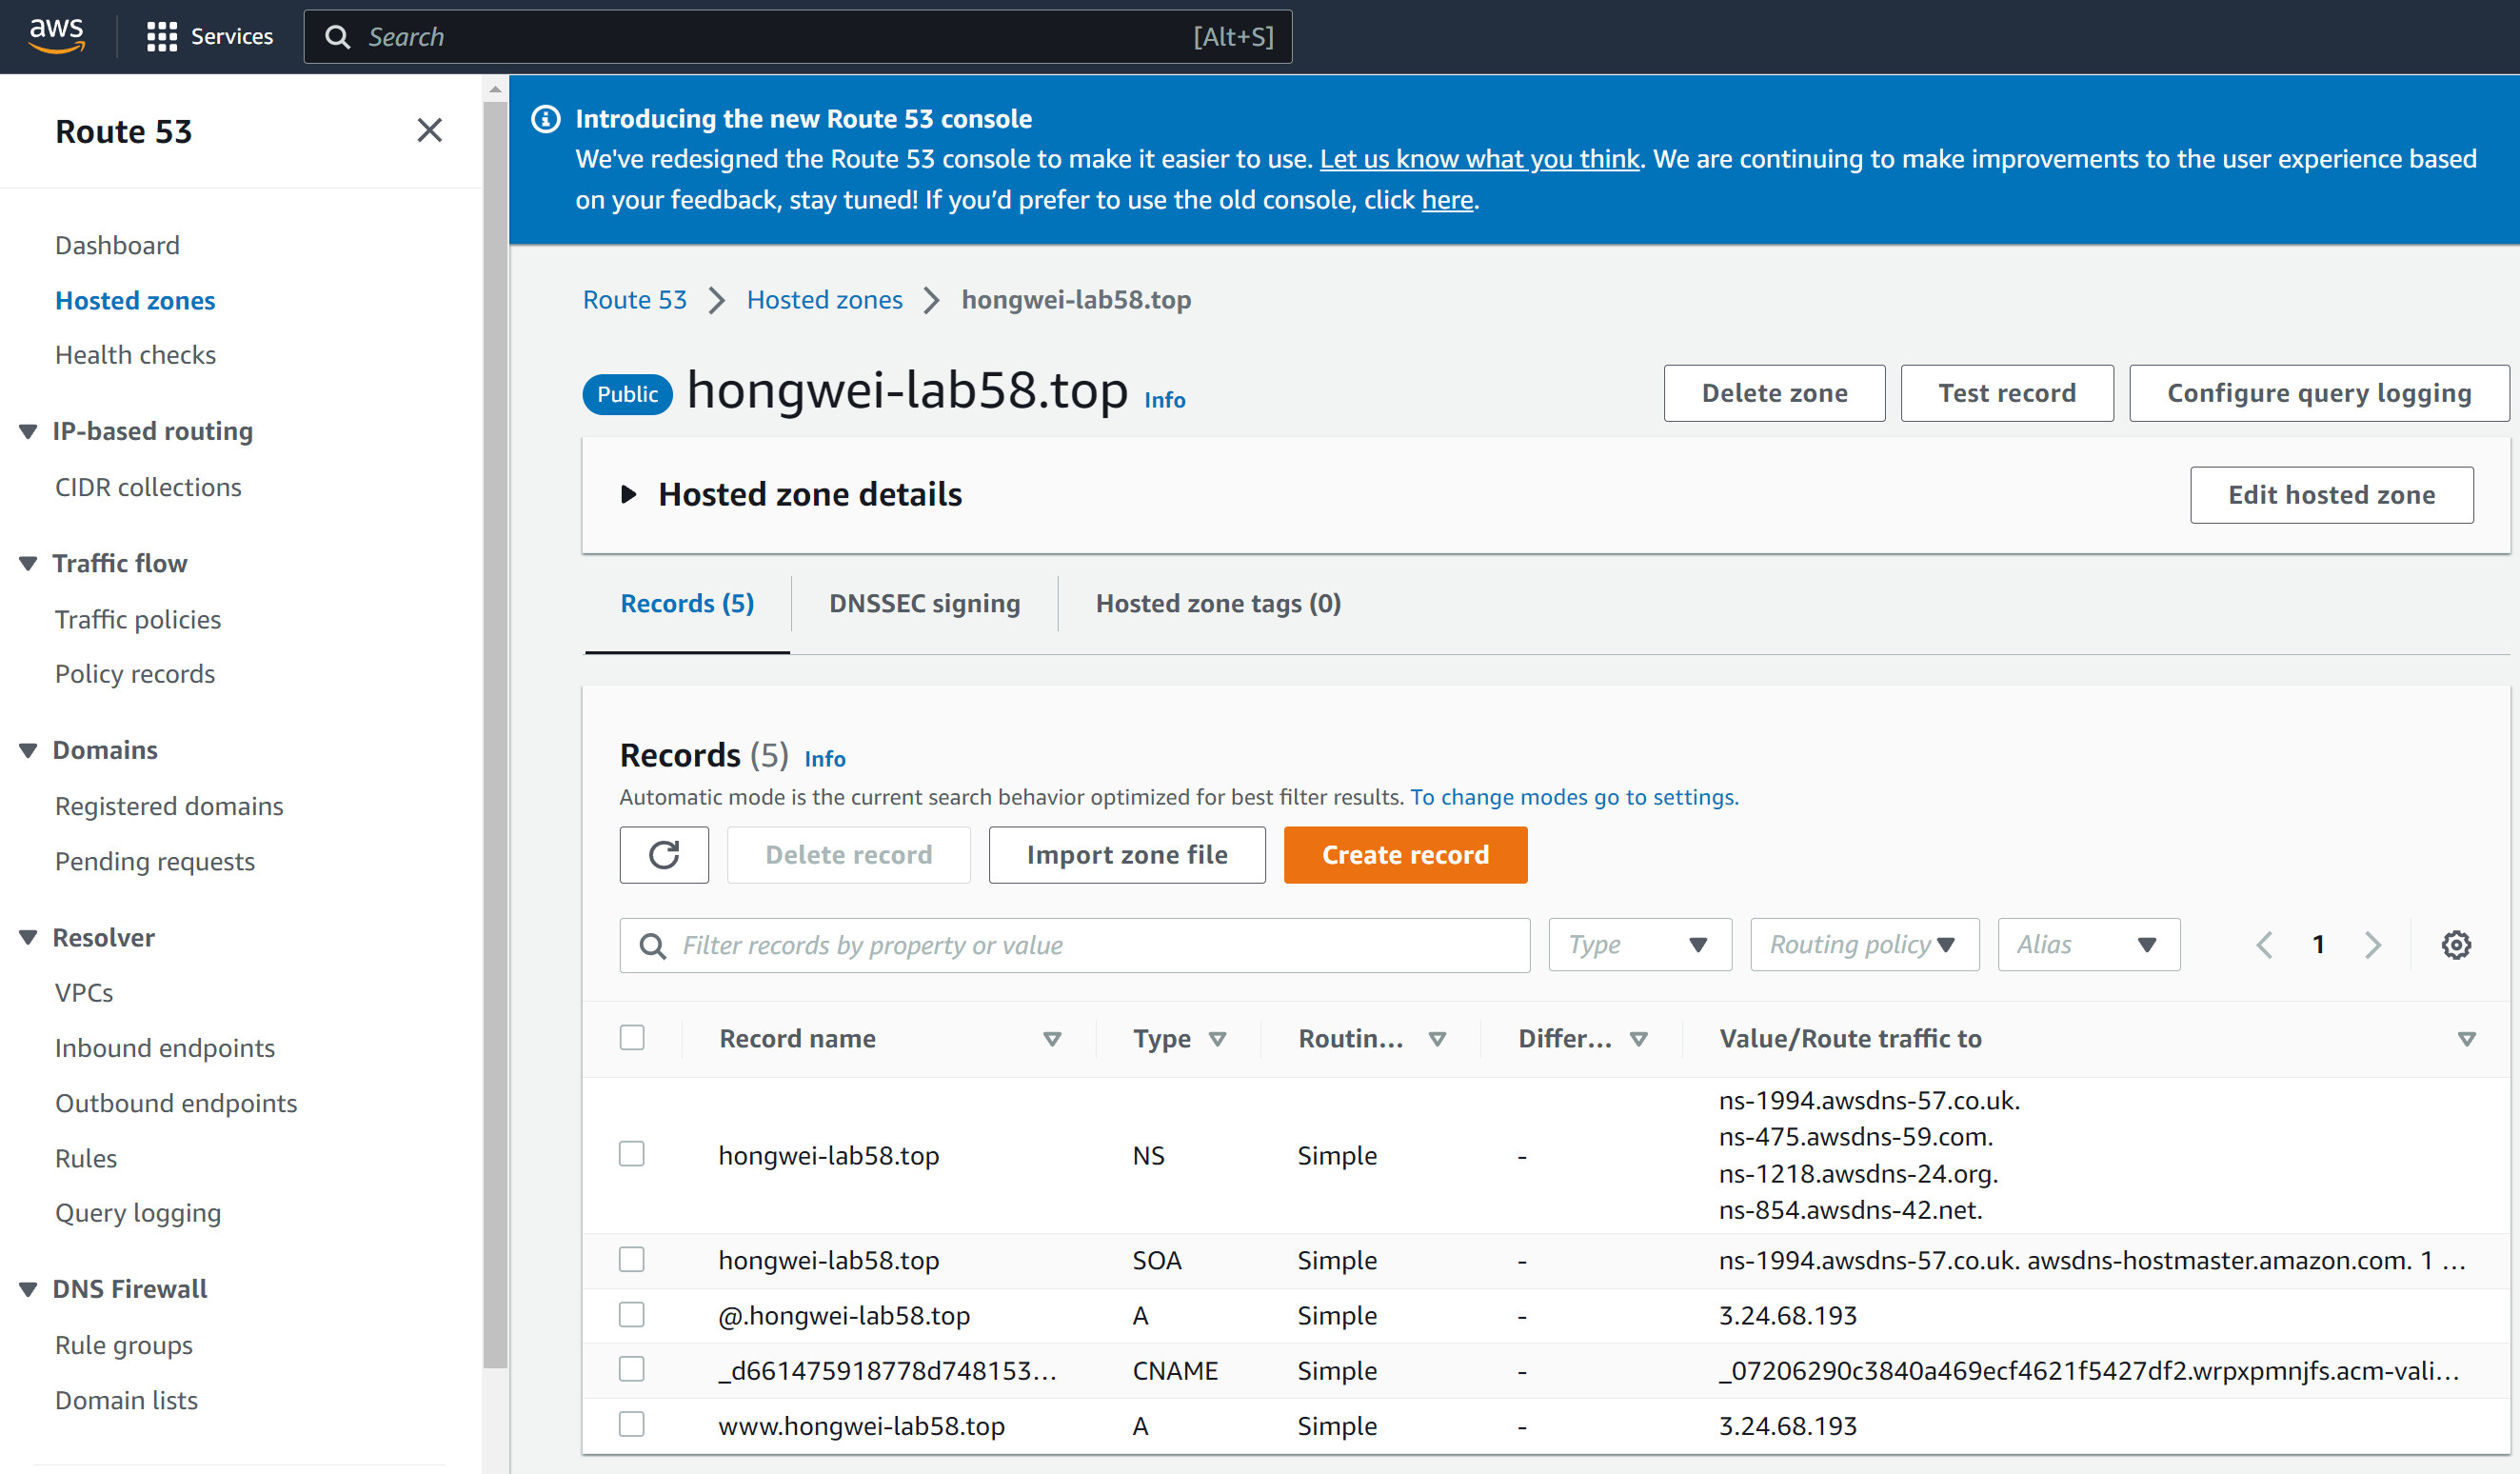 aws
Services
Search
[Alt+S]
Route 53
Dashboard
Hosted zones
Health checks
IP-based routing
CIDR collections
Traffic flow
Traffic policies
Policy records
Domains
Registered domains
Pending requests
Resolver
VPCs
Inbound endpoints
Outbound endpoints
Rules
Query logging
DNS Firewall
Rule groups
Domain lists
Introducing the new Route 53 console
We've redesigned the Route 53 console to make it easier to use. Let us know what you think. We are continuing to make improvements to the user experience based
on your feedback, stay tuned! If you’d prefer to use the old console, click here.
Route 53 > Hosted zones > hongwei-lab58.top
Public hongwei-lab58.top Info
Delete zone
Test record
Configure query logging
Hosted zone details
Edit hosted zone
Records (5)
DNSSEC signing
Hosted zone tags (0)
Records (5) Info
Automatic mode is the current search behavior optimized for best filter results. To change modes go to settings.
Delete record
Import zone file
Create record
Filter records by property or value
Type
Routing policy
Alias
1
Record name Type Routin... Differ... Value/Route traffic to
hongwei-lab58.top NS Simple - ns-1994.awsdns-57.co.uk.
ns-475.awsdns-59.com.
ns-1218.awsdns-24.org.
ns-854.awsdns-42.net.
hongwei-lab58.top SOA Simple - ns-1994.awsdns-57.co.uk. awsdns-hostmaster.amazon.com. 1 ...
@.hongwei-lab58.top A Simple - 3.24.68.193
_d661475918778d748153... CNAME Simple - _07206290c3840a469ecf4621f5427df2.wrpxpmnjfs.acm-vali...
www.hongwei-lab58.top A Simple - 3.24.68.193